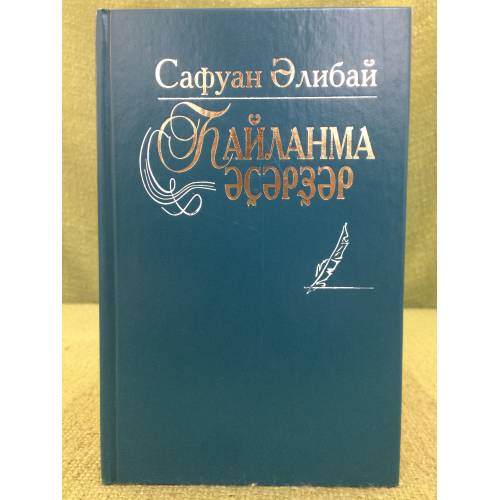 Сафуан Әлибай
Һайланма
әҫәрҙәр